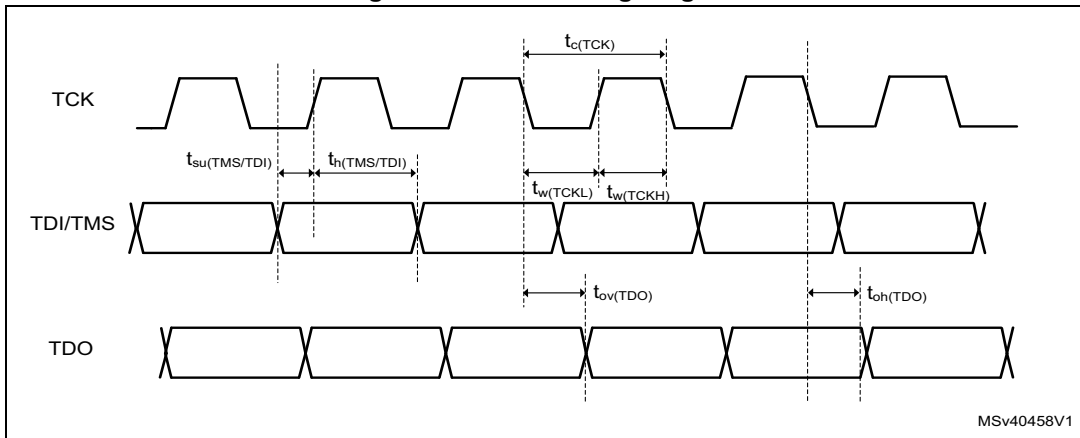 tc(TCK)
TCK
tsu(TMS/TDI)
th(TMS/TDI)
tw(TCKL)
tw(TCKH)
TDI/TMS
tov(TDO)
toh(TDO)
TDO
MSv40458V1